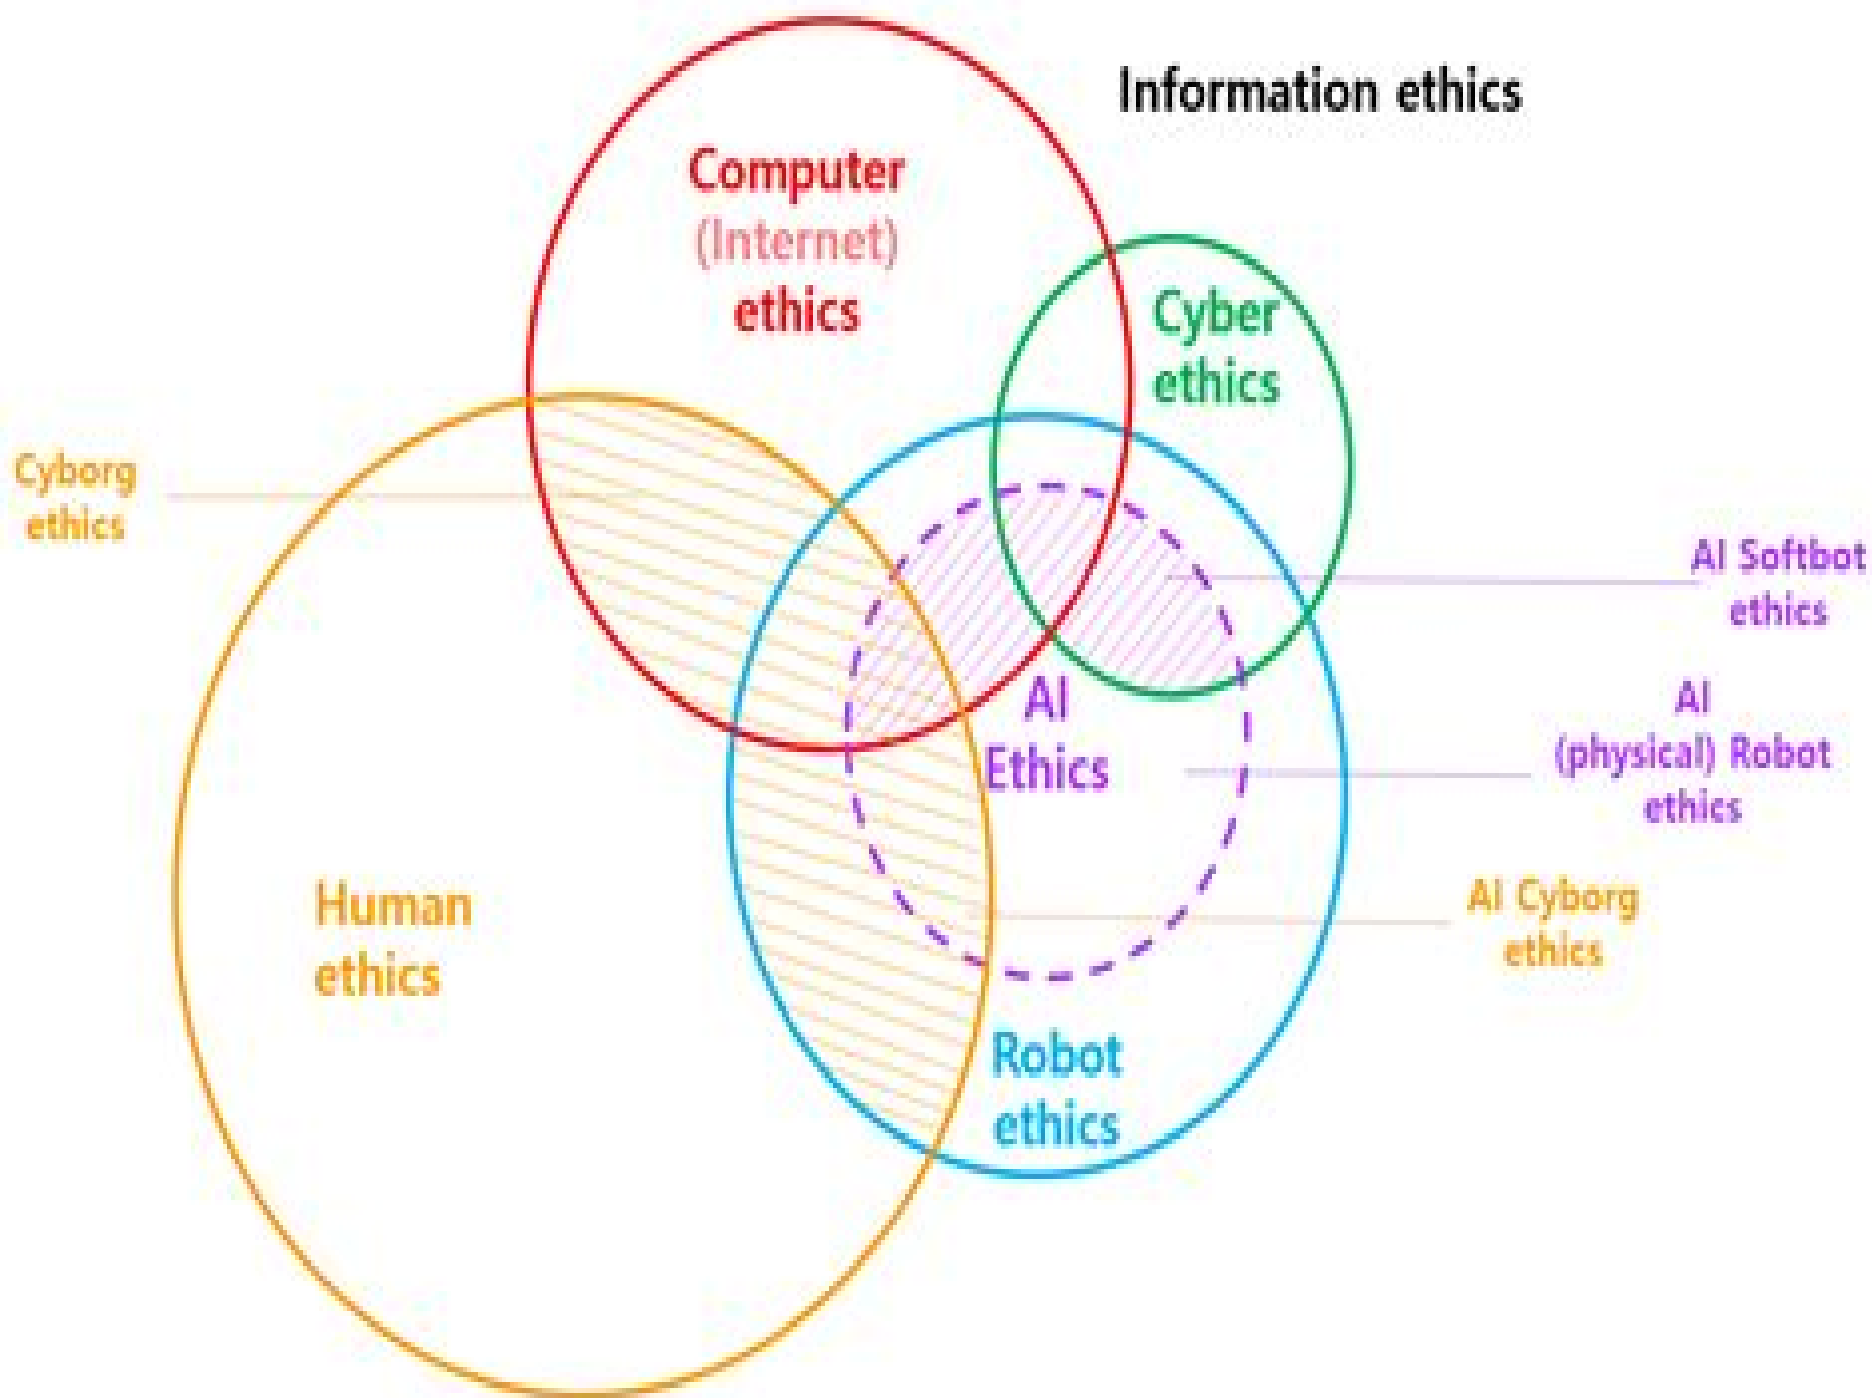 Information ethics
Computer
(Internet)
ethics
Cyber
ethics
Cyborg
ethics
AI Softbot
ethics
AI
Ethics
AI
(physical) Robot
ethics
Human
ethics
AI Cyborg
ethics
Robot
ethics